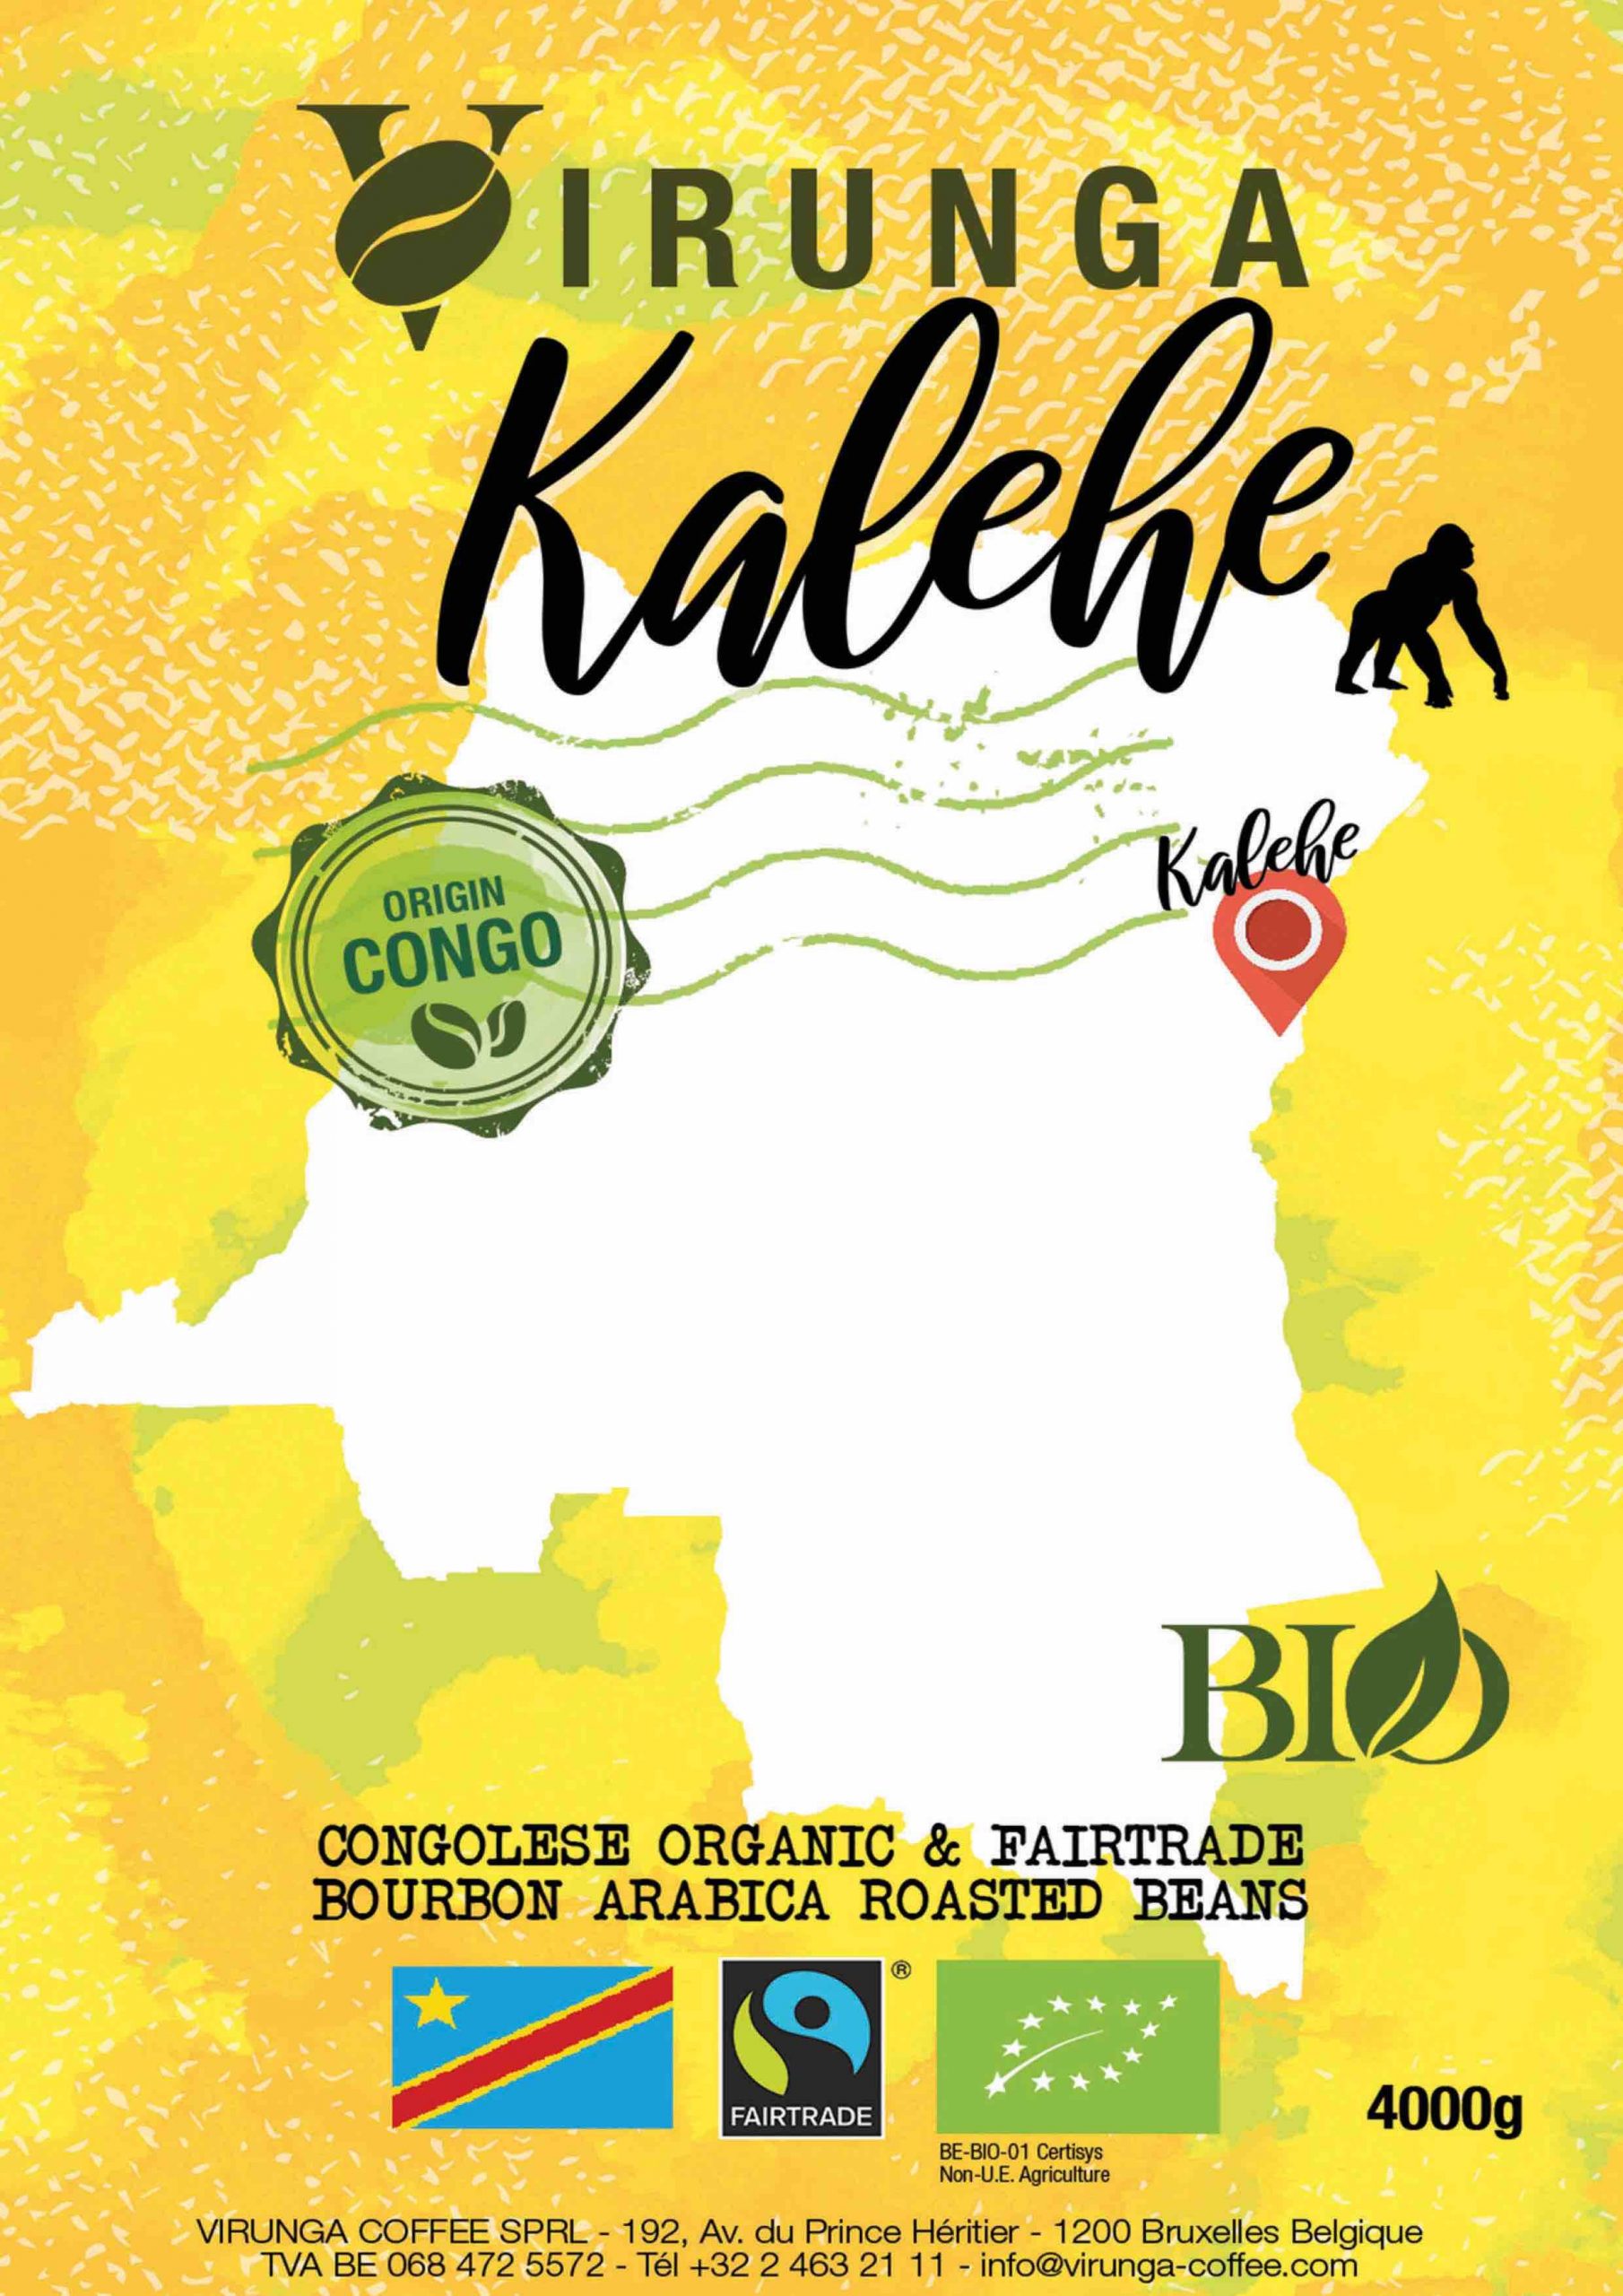 VIRUNGA
Kalehe
Kalehe
ORIGIN
CONGO
BIO
CONGOLESE ORGANIC & FAIRTRADE
BOURBON ARABICA ROASTED BEANS
®
FAIRTRADE
4000g
BE-BIO-01 Certisys
Non-U.E. Agriculture
VIRUNGA COFFEE SPRL - 192, Av. du Prince Héritier - 1200 Bruxelles Belgique
TVA BE 068 472 5572 - Tél +32 2 463 21 11 - info@virunga-coffee.com